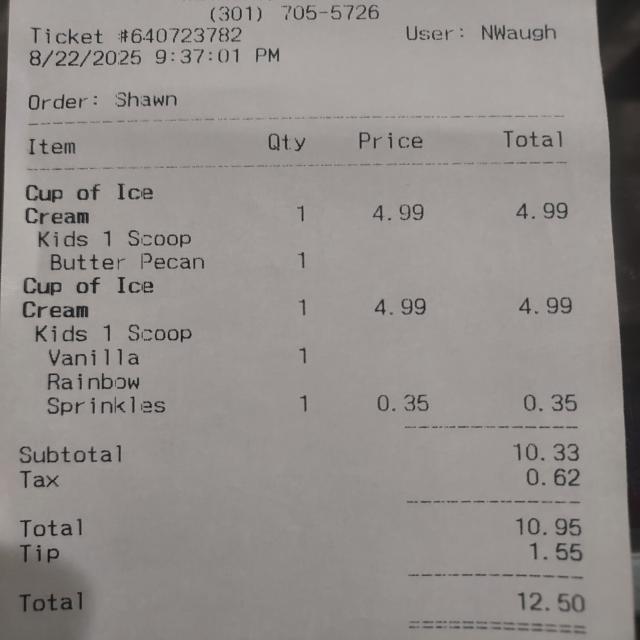 (301) 705-5726
Ticket #640723782 User: NWaugh
8/22/2025 9:37:01 PM
Order: Shawn
Item Qty Price Total
Cup of Ice
Cream 1 4.99 4.99
Kids 1 Scoop
Butter Pecan 1
Cup of Ice
Cream 1 4.99 4.99
Kids 1 Scoop
Vanilla 1
Rainbow
Sprinkles 1 0.35 0.35
Subtotal 10.33
Tax 0.62
Total 10.95
Tip 1.55
Total 12.50